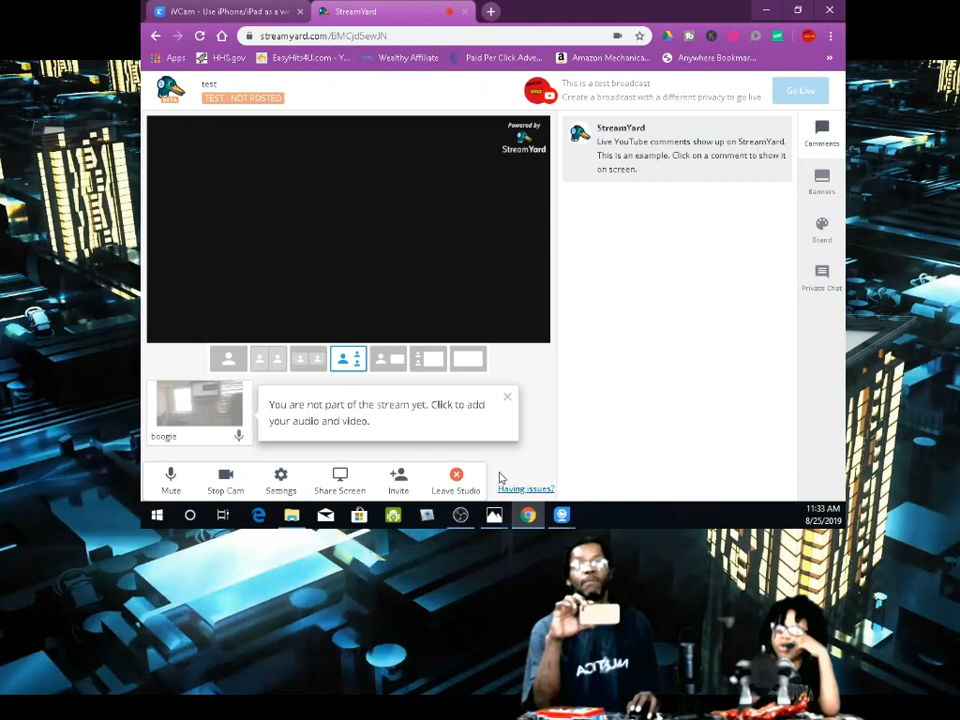 iVCam - Use iPhone/iPad as a we
StreamYard
streamyard.com/BMCjd5ewJN
Apps
HHS.gov
EasyHits4U.com - Y...
Wealthy Affiliate
Paid Per Click Adve...
Amazon Mechanica...
Anywhere Bookmar...
BETA
test
TEST - NOT POSTED
This is a test broadcast
Create a broadcast with a different privacy to go live
Go Live
Powered by
StreamYard
StreamYard
Live YouTube comments show up on StreamYard.
This is an example. Click on a comment to show it
on screen.
Comments
Banners
Brand
Private Chat
boogie
You are not part of the stream yet. Click to add
your audio and video.
Mute
Stop Cam
Settings
Share Screen
Invite
Leave Studio
Having issues?
11:33 AM
8/25/2019